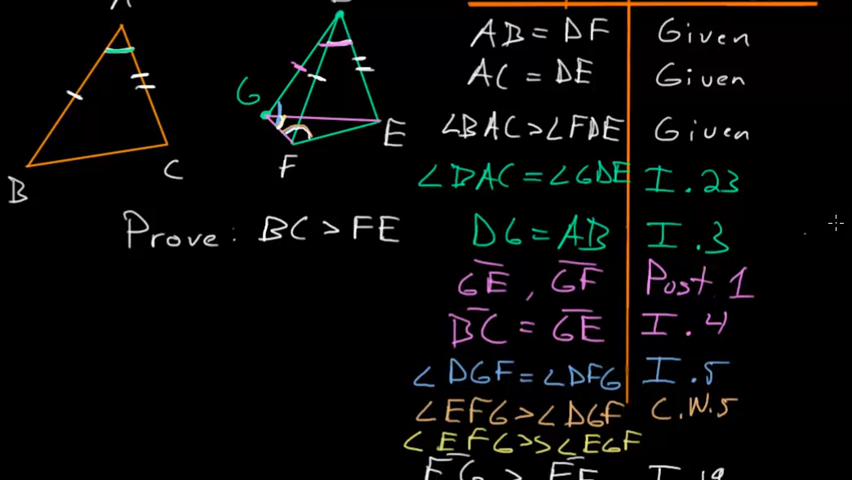 B
C
G
E
F
Prove: BC > FE
AB = DF Given
AC = DE Given
∠BAC > ∠FDE Given
∠BAC = ∠GDE I.23
DG = AB I.3
GE, GF Post 1
BC = GE I.4
∠DGF = ∠DFG I.5
∠EFG > ∠DGF C.N.5
∠EFG >> ∠EGF